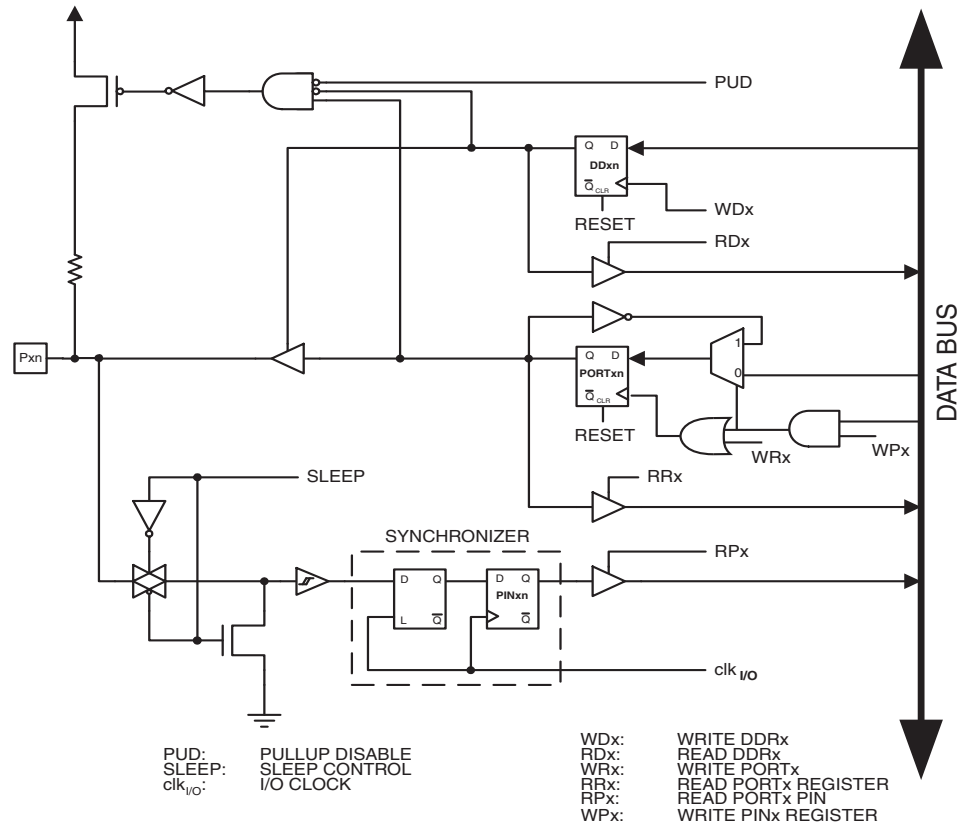 PUD
Q D
DDxn
Q CLR
WDx
RESET
RDx
DATA BUS
1
Pxn
Q D
0
PORTxn
Q CLR
RESET
WRx
WPx
SLEEP
RRx
SYNCHRONIZER
RPx
D Q
D Q
PINxn
L Q
Q
clk I/O
PUD: PULLUP DISABLE
SLEEP: SLEEP CONTROL
clkI/O: I/O CLOCK
WDx: WRITE DDRx
RDx: READ DDRx
WRx: WRITE PORTx
RRx: READ PORTx REGISTER
RPx: READ PORTx PIN
WPx: WRITE PINx REGISTER